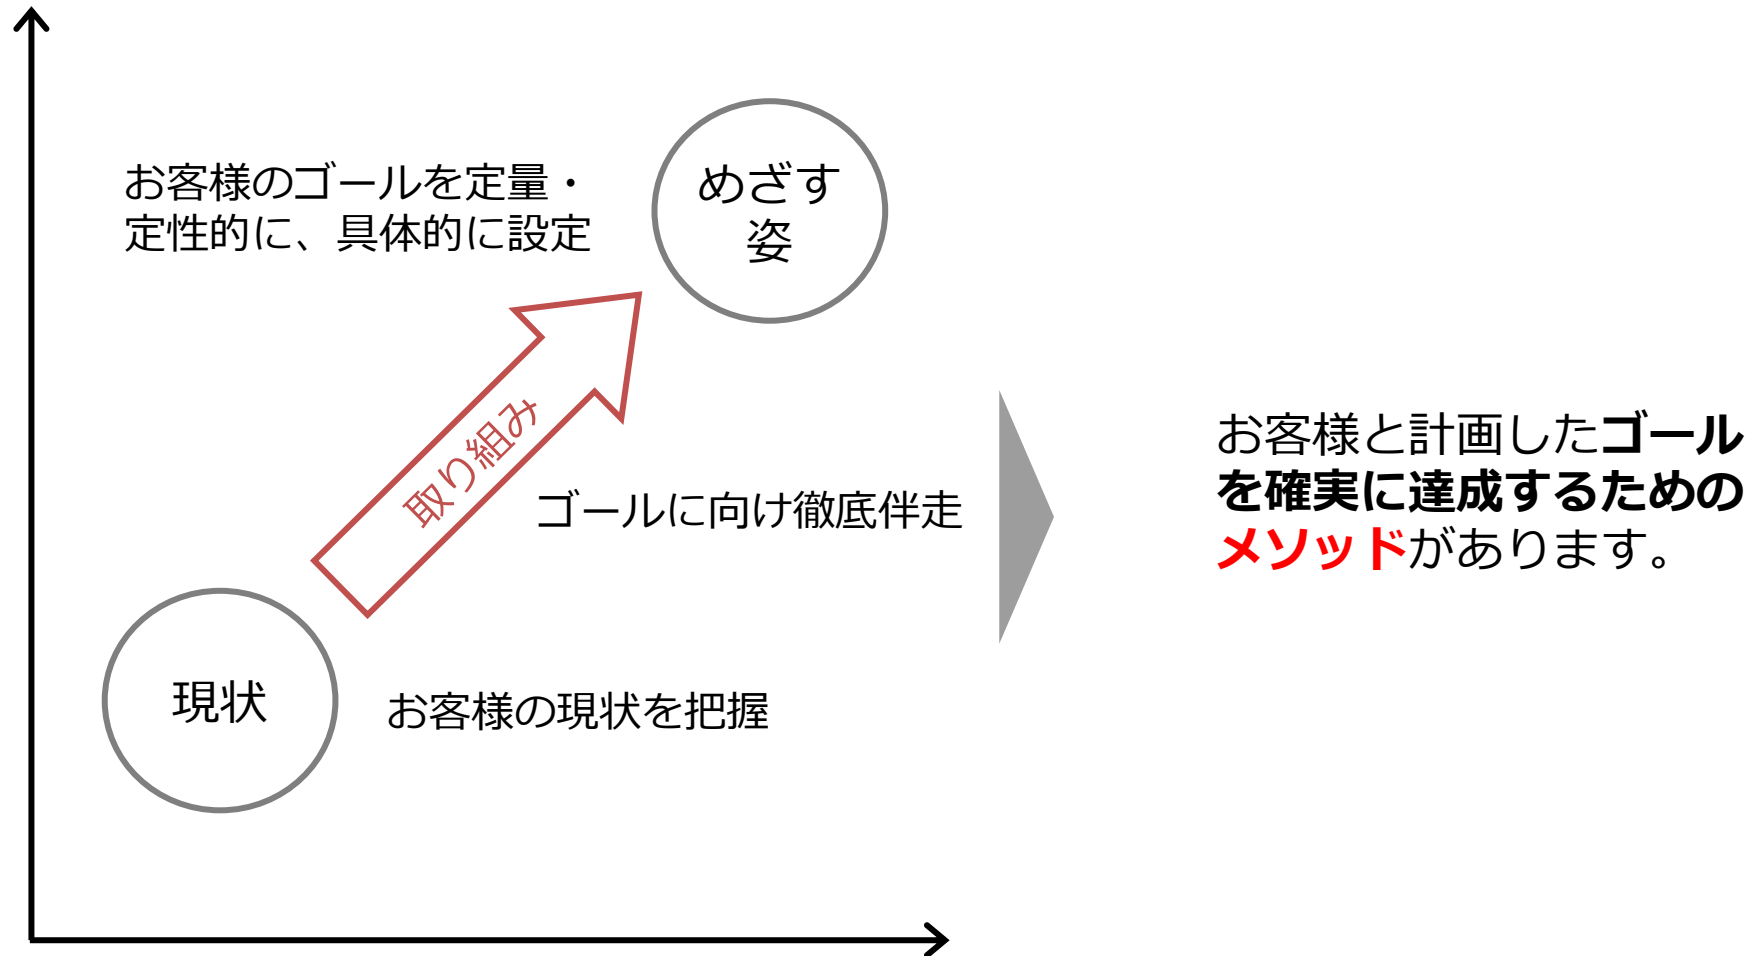 お客様のゴールを定量・
定性的に、具体的に設定
めざす
姿
取り組み
ゴールに向け徹底伴走
現状
お客様の現状を把握
お客様と計画したゴール
を確実に達成するための
メソッドがあります。